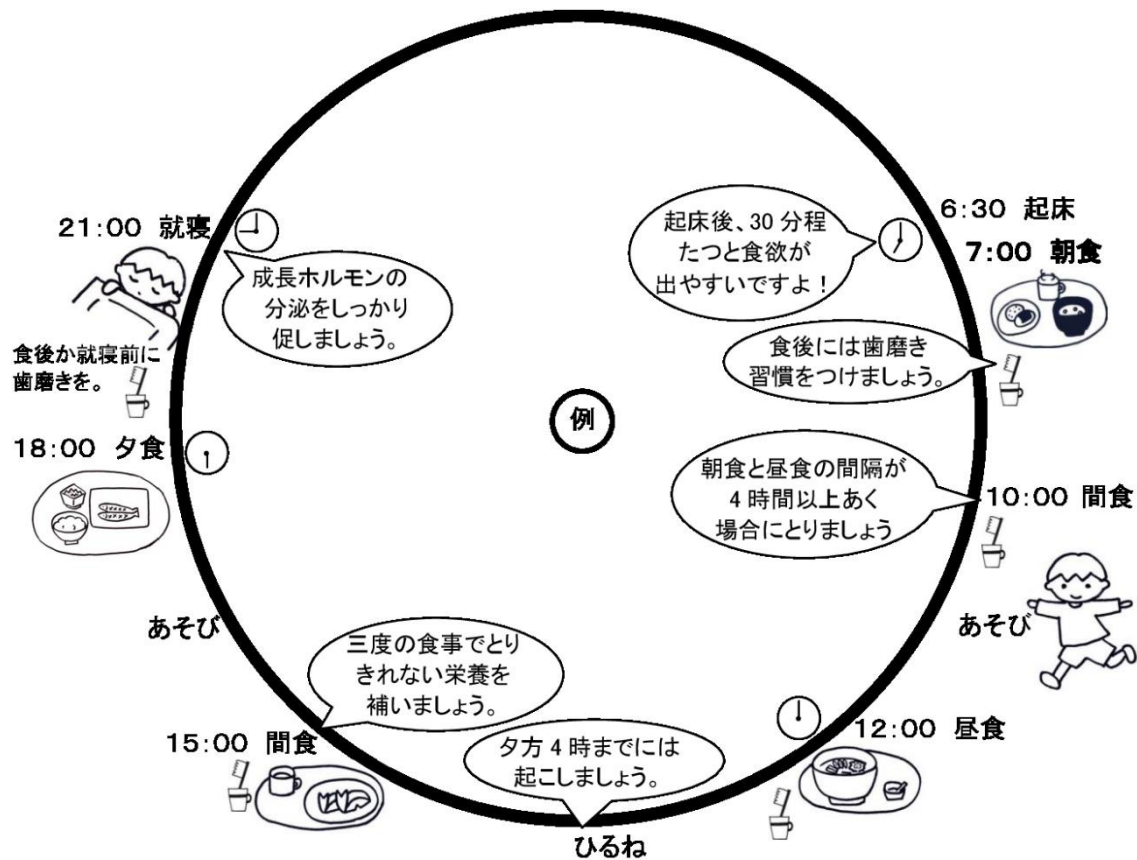 6:30 起床
7:00 朝食
起床後、30分程
たつと食欲が
出やすいですよ！
食後には歯磨き
習慣をつけましょう。
10:00 間食
朝食と昼食の間隔が
4時間以上あく
場合にとりましょう
あそび
12:00 昼食
ひるね
夕方4時までには
起こしましょう。
15:00 間食
三度の食事でとり
きれない栄養を
補いましょう。
あそび
18:00 夕食
食後か就寝前に
歯磨きを。
21:00 就寝
成長ホルモンの
分泌をしっかり
促しましょう。
例